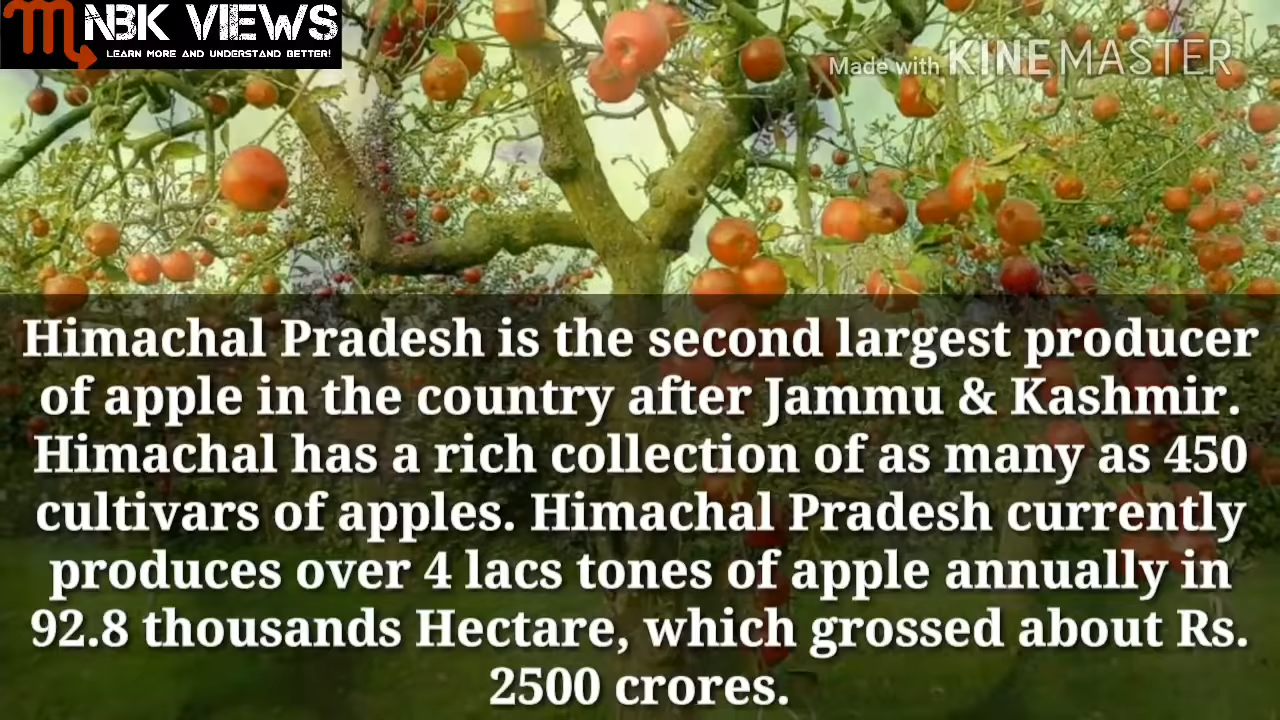 NBK VIEWS
LEARN MORE AND UNDERSTAND BETTER!
Made with KINEMASTER
Himachal Pradesh is the second largest producer
of apple in the country after Jammu & Kashmir.
Himachal has a rich collection of as many as 450
cultivars of apples. Himachal Pradesh currently
produces over 4 lacs tones of apple annually in
92.8 thousands Hectare, which grossed about Rs.
2500 crores.